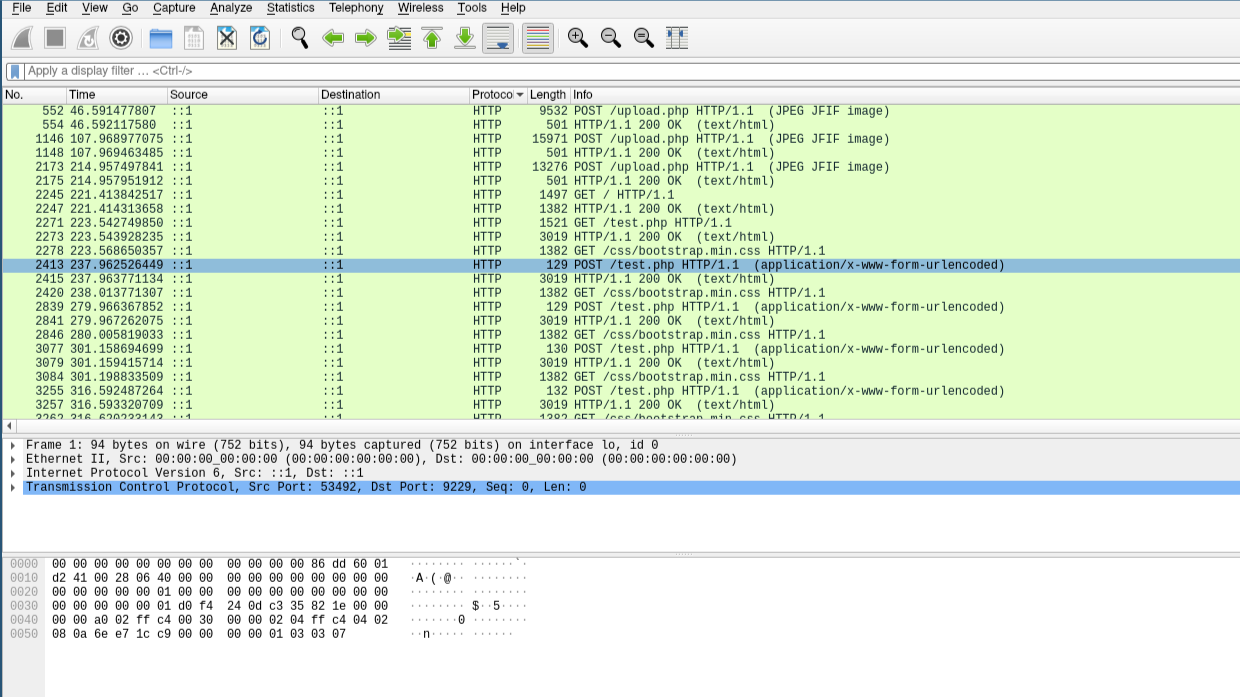 File Edit View Go Capture Analyze Statistics Telephony Wireless Tools Help
Apply a display filter … <Ctrl-/>
No. Time Source Destination Protoco Length Info
552 46.591477807 ::1 ::1 HTTP 9532 POST /upload.php HTTP/1.1 (JPEG JFIF image)
554 46.592117580 ::1 ::1 HTTP 501 HTTP/1.1 200 OK (text/html)
1146 107.968977075 ::1 ::1 HTTP 15971 POST /upload.php HTTP/1.1 (JPEG JFIF image)
1148 107.969463485 ::1 ::1 HTTP 501 HTTP/1.1 200 OK (text/html)
2173 214.957497841 ::1 ::1 HTTP 13276 POST /upload.php HTTP/1.1 (JPEG JFIF image)
2175 214.957951912 ::1 ::1 HTTP 501 HTTP/1.1 200 OK (text/html)
2245 221.413842517 ::1 ::1 HTTP 1497 GET / HTTP/1.1
2247 221.414313658 ::1 ::1 HTTP 1382 HTTP/1.1 200 OK (text/html)
2271 223.542749850 ::1 ::1 HTTP 1521 GET /test.php HTTP/1.1
2273 223.543928235 ::1 ::1 HTTP 3019 HTTP/1.1 200 OK (text/html)
2278 223.568650357 ::1 ::1 HTTP 1382 GET /css/bootstrap.min.css HTTP/1.1
2413 237.962526449 ::1 ::1 HTTP 129 POST /test.php HTTP/1.1 (application/x-www-form-urlencoded)
2415 237.963771134 ::1 ::1 HTTP 3019 HTTP/1.1 200 OK (text/html)
2420 238.013771307 ::1 ::1 HTTP 1382 GET /css/bootstrap.min.css HTTP/1.1
2839 279.966367852 ::1 ::1 HTTP 129 POST /test.php HTTP/1.1 (application/x-www-form-urlencoded)
2841 279.967262075 ::1 ::1 HTTP 3019 HTTP/1.1 200 OK (text/html)
2846 280.005819033 ::1 ::1 HTTP 1382 GET /css/bootstrap.min.css HTTP/1.1
3077 301.158694699 ::1 ::1 HTTP 130 POST /test.php HTTP/1.1 (application/x-www-form-urlencoded)
3079 301.159415714 ::1 ::1 HTTP 3019 HTTP/1.1 200 OK (text/html)
3084 301.198833509 ::1 ::1 HTTP 1382 GET /css/bootstrap.min.css HTTP/1.1
3255 316.592487264 ::1 ::1 HTTP 132 POST /test.php HTTP/1.1 (application/x-www-form-urlencoded)
3257 316.593320709 ::1 ::1 HTTP 3019 HTTP/1.1 200 OK (text/html)
3262 316.620233143 ::1 ::1 HTTP 1382 GET /css/bootstrap.min.css HTTP/1.1
Frame 1: 94 bytes on wire (752 bits), 94 bytes captured (752 bits) on interface lo, id 0
Ethernet II, Src: 00:00:00_00:00:00 (00:00:00:00:00:00), Dst: 00:00:00_00:00:00 (00:00:00:00:00:00)
Internet Protocol Version 6, Src: ::1, Dst: ::1
Transmission Control Protocol, Src Port: 53492, Dst Port: 9229, Seq: 0, Len: 0
0000 00 00 00 00 00 00 00 00 00 00 00 00 86 dd 60 01 ········ ······`·
0010 d2 41 00 28 06 40 00 00 00 00 00 00 00 00 00 00 ·A·(·@·· ········
0020 00 00 00 00 00 01 00 00 00 00 00 00 00 00 00 00 ········ ········
0030 00 00 00 00 00 01 d0 f4 24 0d c3 35 82 1e 00 00 ········ $··5····
0040 00 00 a0 02 ff c4 00 30 00 00 02 04 ff c4 04 02 ·······0 ········
0050 08 0a 6e e7 1c c9 00 00 00 00 01 03 03 07 ··n····· ······